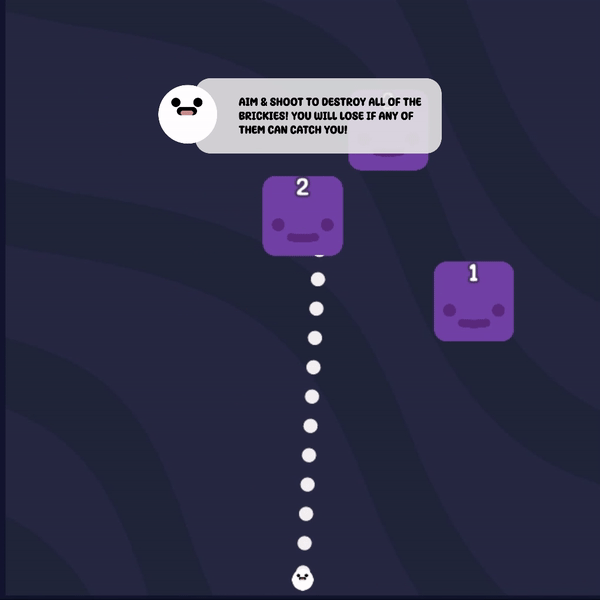 AIM & SHOOT TO DESTROY ALL OF THE
BRICKIES! YOU WILL LOSE IF ANY OF
THEM CAN CATCH YOU!
2
1